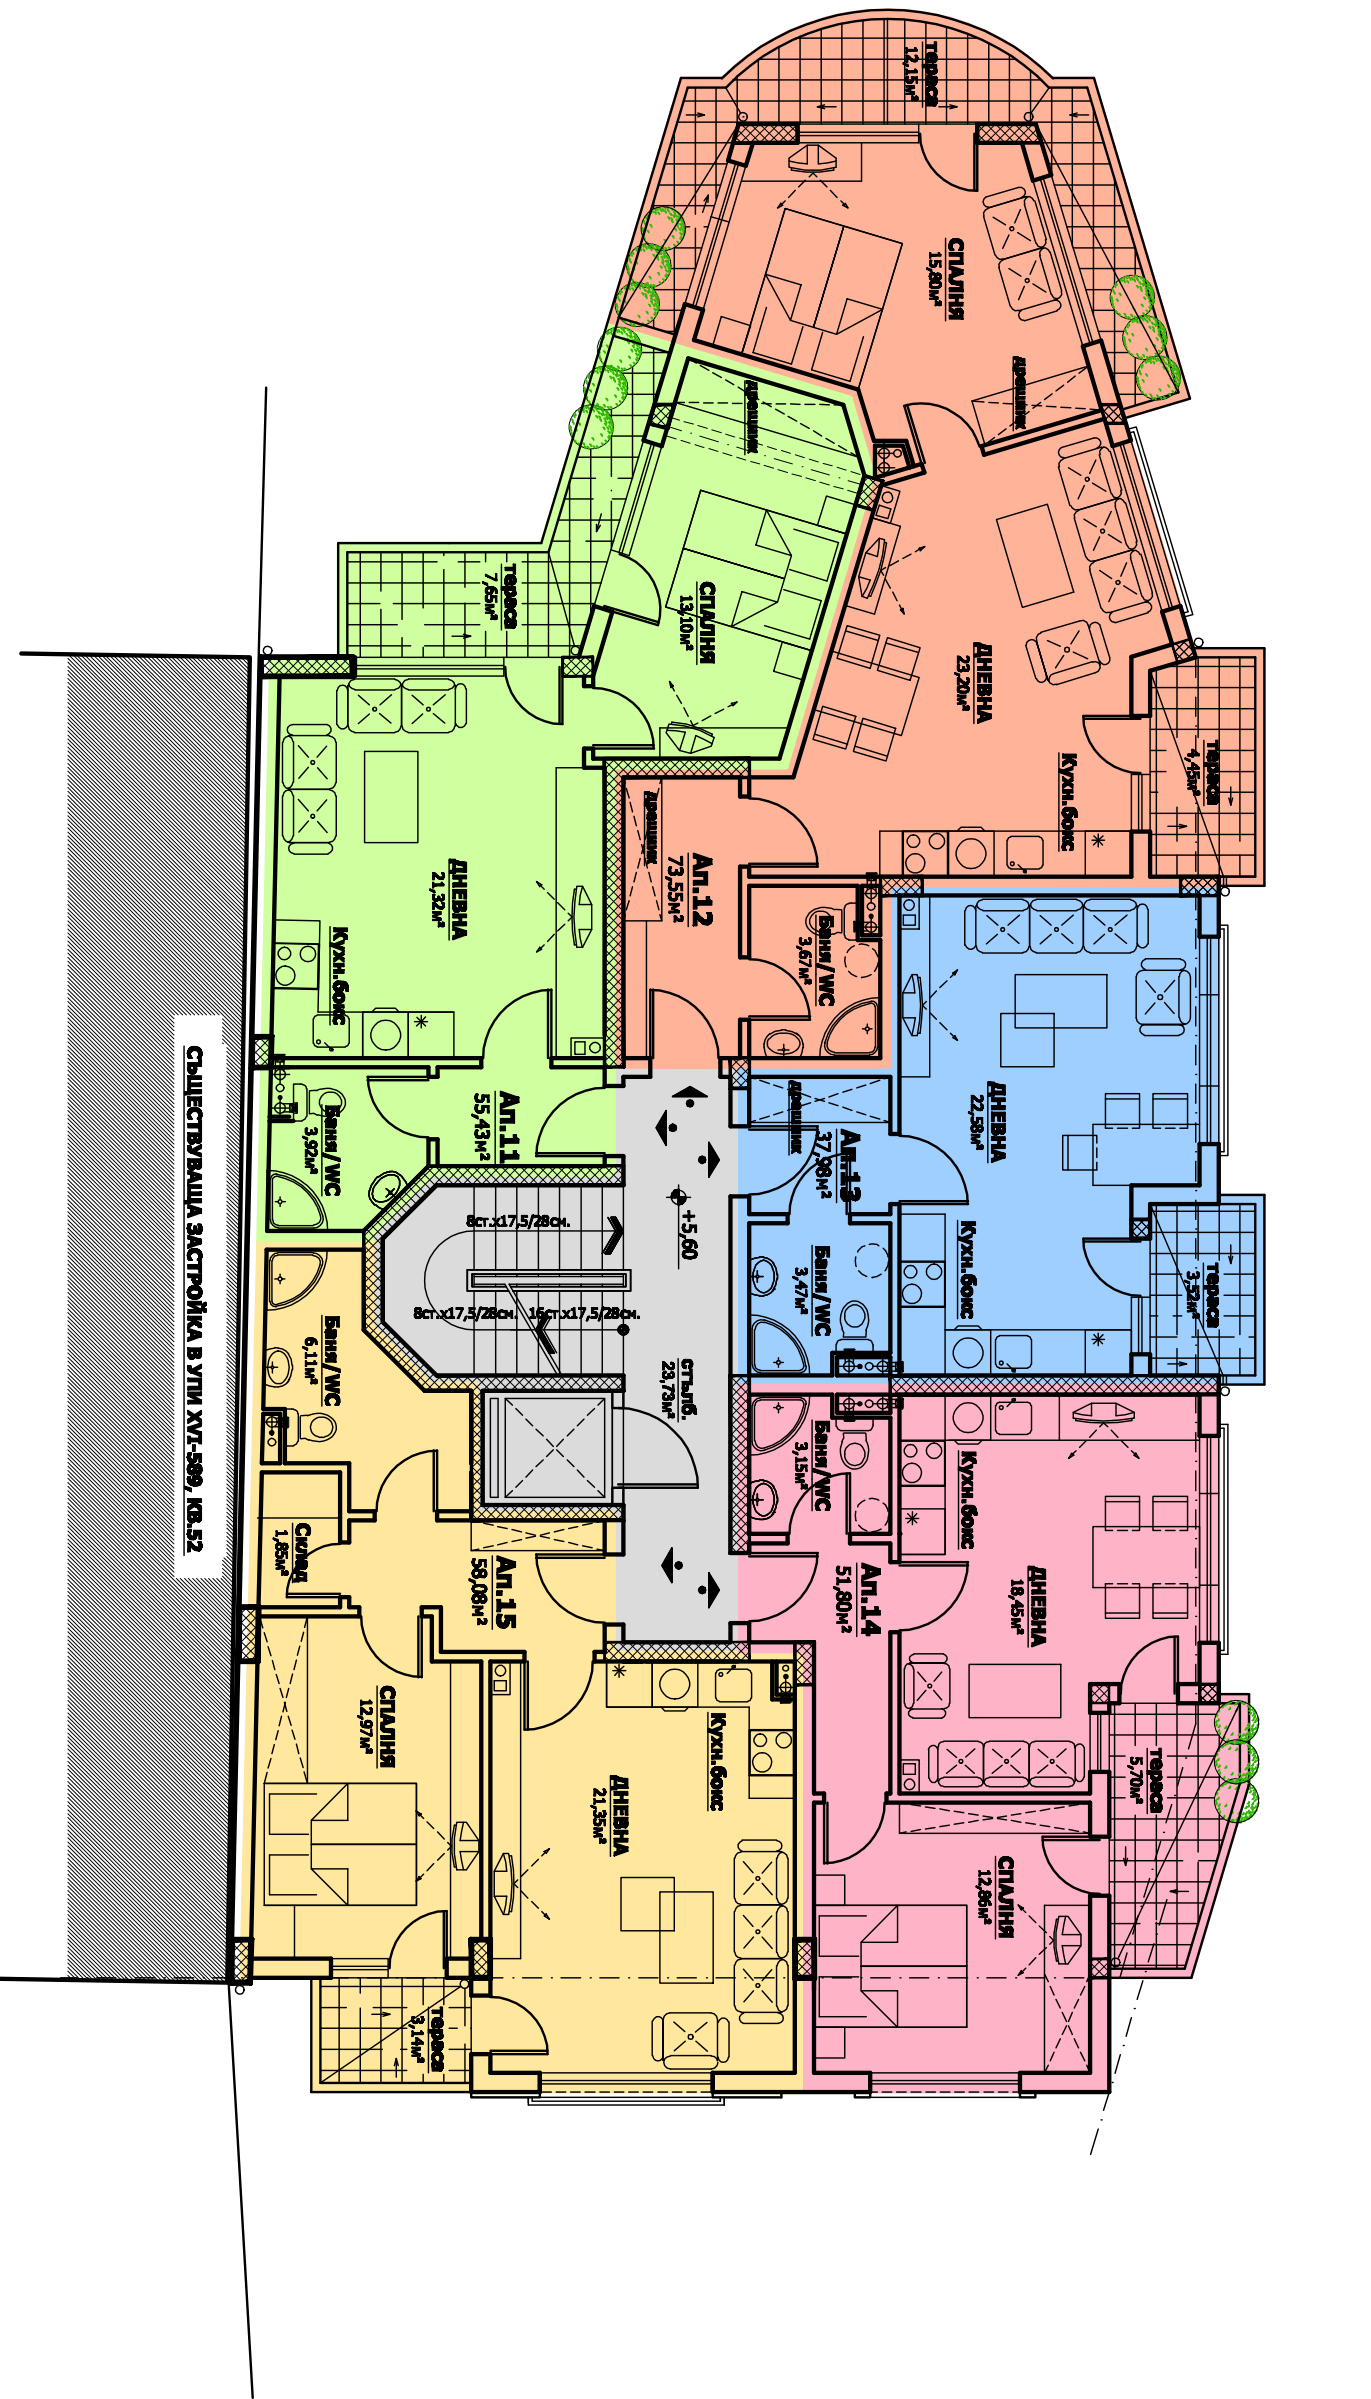 тераса
12,15м²
СПАЛНЯ
15,80м²
дрешник
ДНЕВНА
23,20м²
Кухн.бокс
тераса
4,45м²
Ап.12
73,55м²
дрешник
Баня/WC
3,67м²
дрешник
СПАЛНЯ
13,10м²
тераса
7,65м²
ДНЕВНА
21,32м²
Кухн.бокс
Ап.11
55,43м²
Баня/WC
3,92м²
ДНЕВНА
22,58м²
Кухн.бокс
тераса
3,52м²
Ап.13
37,98м²
дрешник
Баня/WC
3,47м²
+5,60
8ст.х17,5/28см.
8ст.х17,5/28см.
16ст.х17,5/28см.
стълб.
23,73м²
Баня/WC
3,15м²
Кухн.бокс
ДНЕВНА
18,45м²
Ап.14
51,80м²
тераса
5,70м²
СПАЛНЯ
12,86м²
Баня/WC
6,11м²
Склад
1,85м²
Ап.15
58,08м²
СПАЛНЯ
12,97м²
Кухн.бокс
ДНЕВНА
21,35м²
тераса
3,14м²
СЪЩЕСТВУВАЩА ЗАСТРОЙКА В УПИ XVI-589, КВ.52